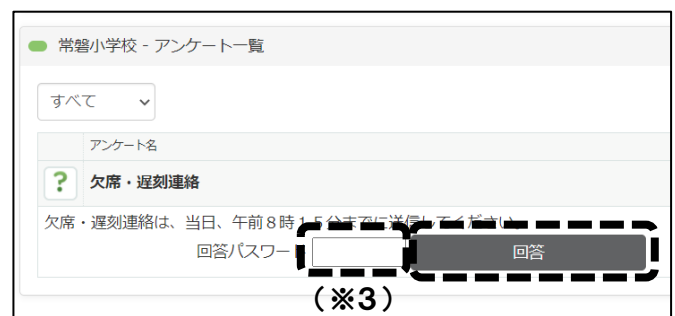 常磐小学校 - アンケート一覧
すべて
アンケート名
? 欠席・遅刻連絡
欠席・遅刻連絡は、当日、午前8時15分までに送信してください。
回答パスワード 回答
(※3)